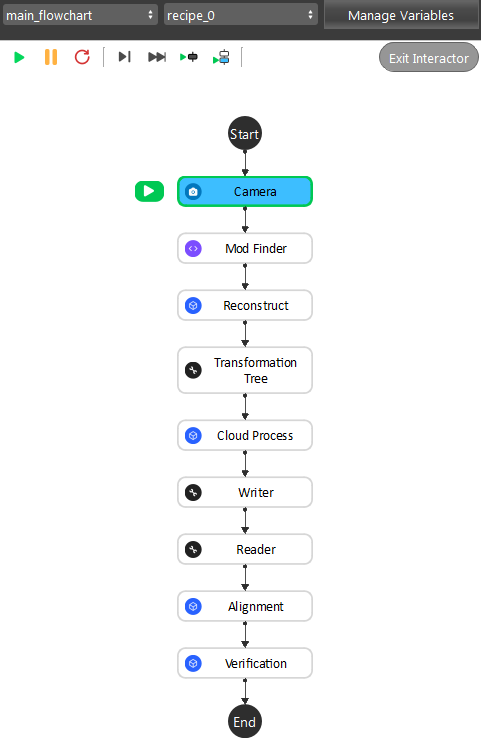 main_flowchart recipe_0 Manage Variables
Exit Interactor
Start
Camera
Mod Finder
Reconstruct
Transformation
Tree
Cloud Process
Writer
Reader
Alignment
Verification
End